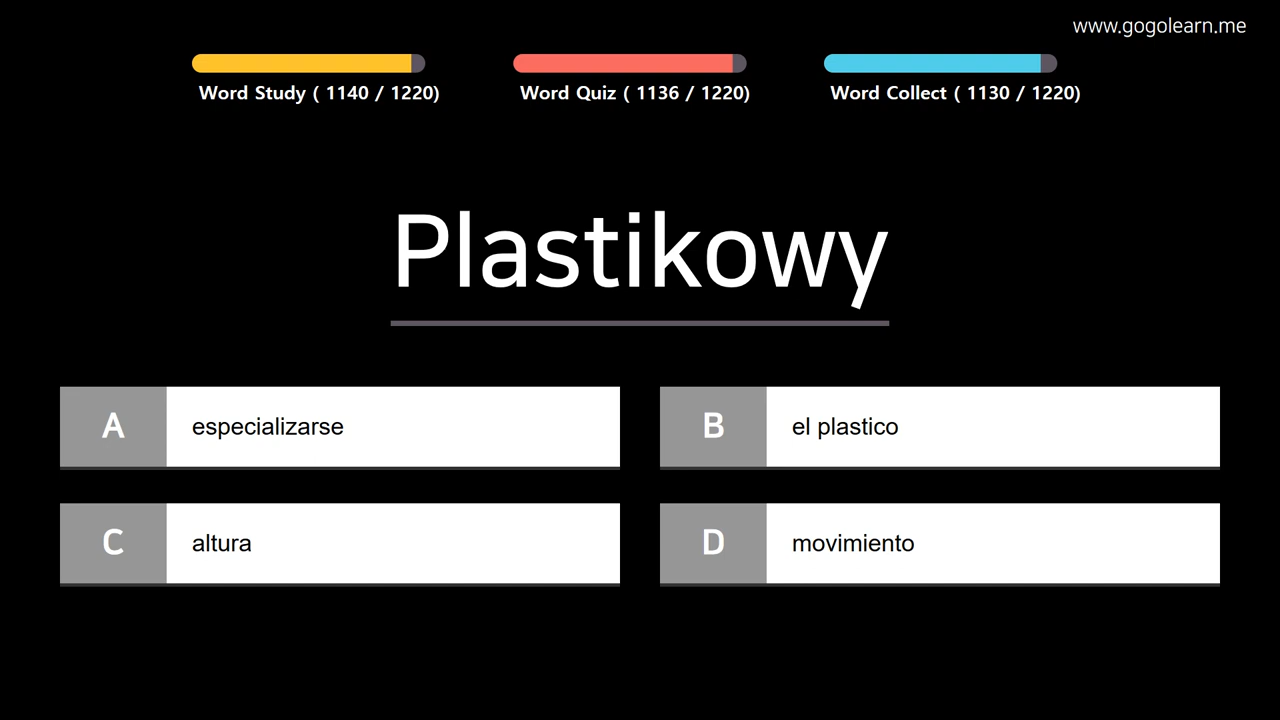 www.gogolearn.me
Word Study ( 1140 / 1220)
Word Quiz ( 1136 / 1220)
Word Collect ( 1130 / 1220)
Plastikowy
A especializarse
B el plastico
C altura
D movimiento